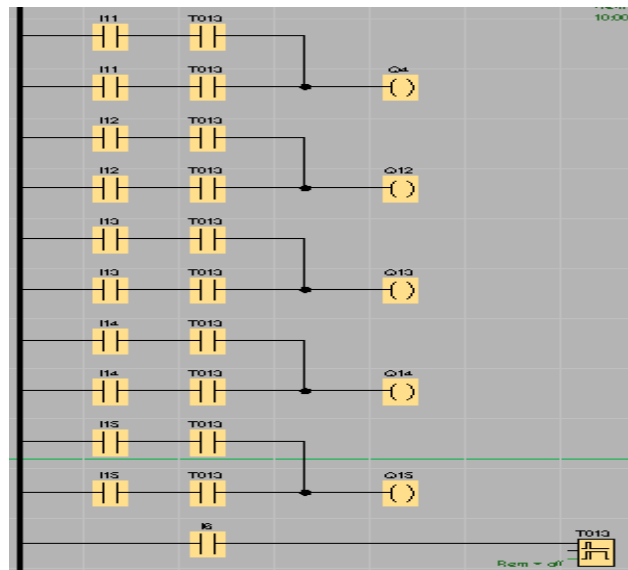 10:00
I11 T013
I11 T013 Q4
I12 T013
I12 T013 Q12
I13 T013
I13 T013 Q13
I14 T013
I14 T013 Q14
I15 T013
I15 T013 Q15
I6 T013
Rem = off